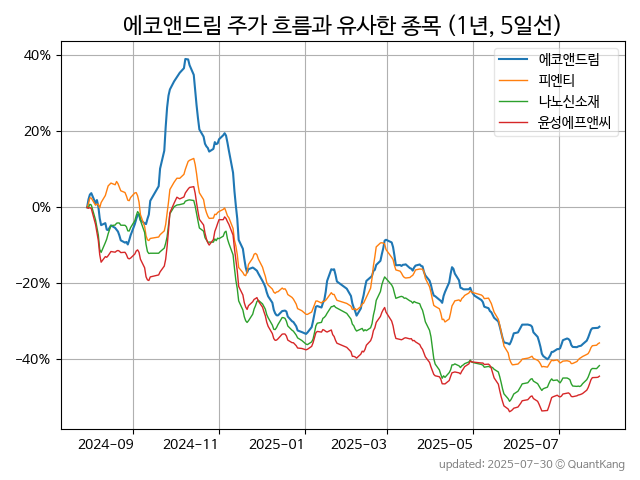 에코앤드림 주가 흐름과 유사한 종목 (1년, 5일선)
에코앤드림
피엔티
나노신소재
윤성에프앤씨
40%
20%
0%
−20%
−40%
2024-09 2024-11 2025-01 2025-03 2025-05 2025-07
updated: 2025-07-30 © QuantKang